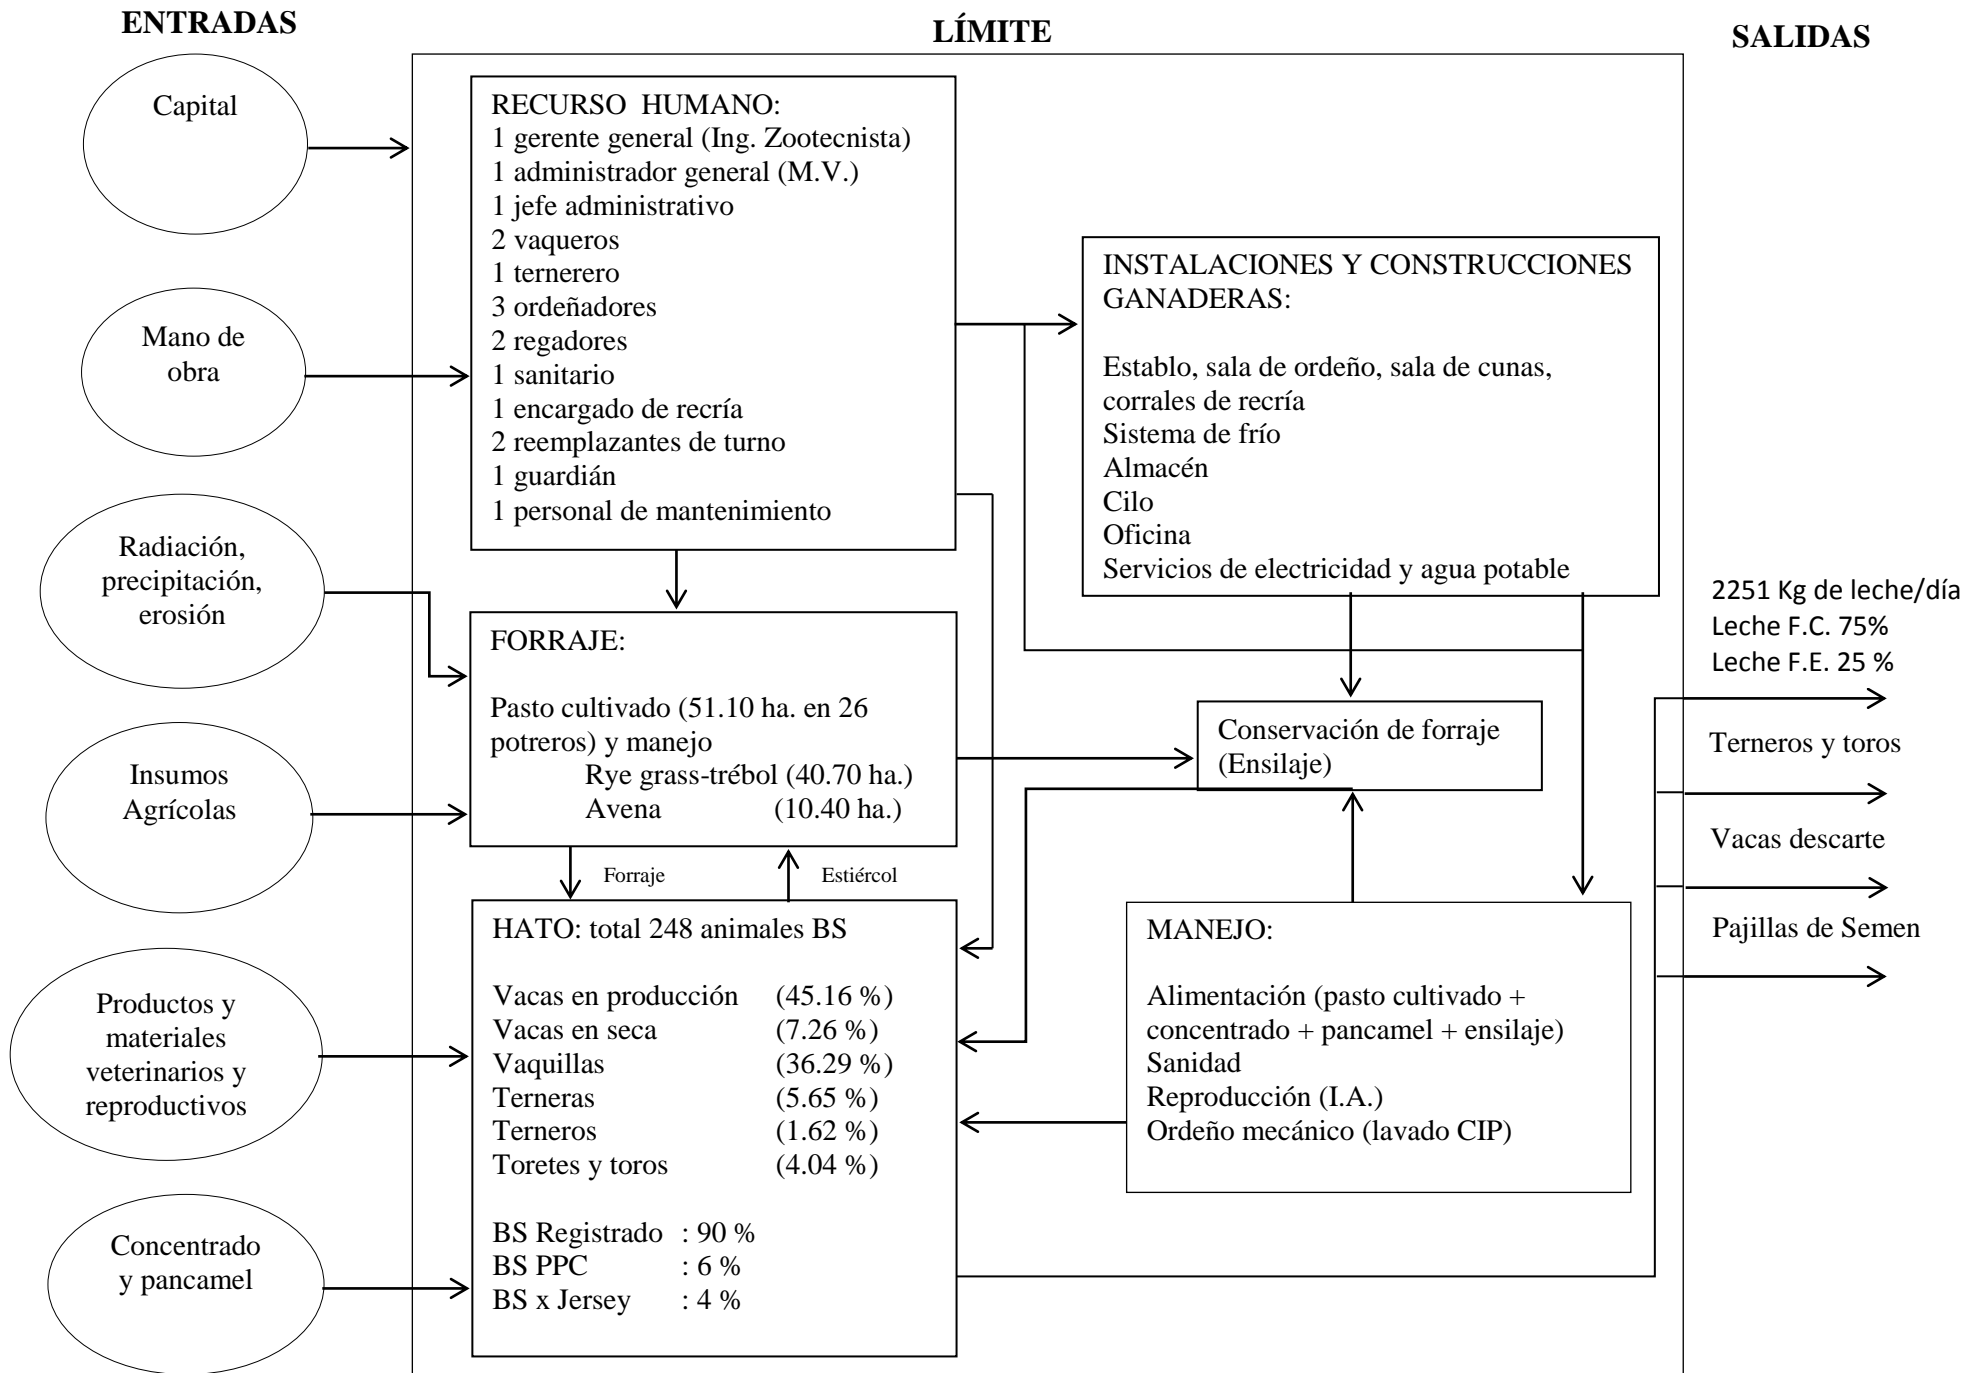 ENTRADAS
LÍMITE
SALIDAS
Capital
Mano de
obra
Radiación,
precipitación,
erosión
Insumos
Agrícolas
Productos y
materiales
veterinarios y
reproductivos
Concentrado
y pancamel
RECURSO HUMANO:
1 gerente general (Ing. Zootecnista)
1 administrador general (M.V.)
1 jefe administrativo
2 vaqueros
1 ternerero
3 ordeñadores
2 regadores
1 sanitario
1 encargado de recría
2 reemplazantes de turno
1 guardián
1 personal de mantenimiento
FORRAJE:
Pasto cultivado (51.10 ha. en 26
potreros) y manejo
Rye grass-trébol (40.70 ha.)
Avena (10.40 ha.)
Forraje
Estiércol
HATO: total 248 animales BS
Vacas en producción (45.16 %)
Vacas en seca (7.26 %)
Vaquillas (36.29 %)
Terneras (5.65 %)
Terneros (1.62 %)
Toretes y toros (4.04 %)
BS Registrado : 90 %
BS PPC : 6 %
BS x Jersey : 4 %
INSTALACIONES Y CONSTRUCCIONES
GANADERAS:
Establo, sala de ordeño, sala de cunas,
corrales de recría
Sistema de frío
Almacén
Cilo
Oficina
Servicios de electricidad y agua potable
Conservación de forraje
(Ensilaje)
MANEJO:
Alimentación (pasto cultivado +
concentrado + pancamel + ensilaje)
Sanidad
Reproducción (I.A.)
Ordeño mecánico (lavado CIP)
2251 Kg de leche/día
Leche F.C. 75%
Leche F.E. 25 %
Terneros y toros
Vacas descarte
Pajillas de Semen